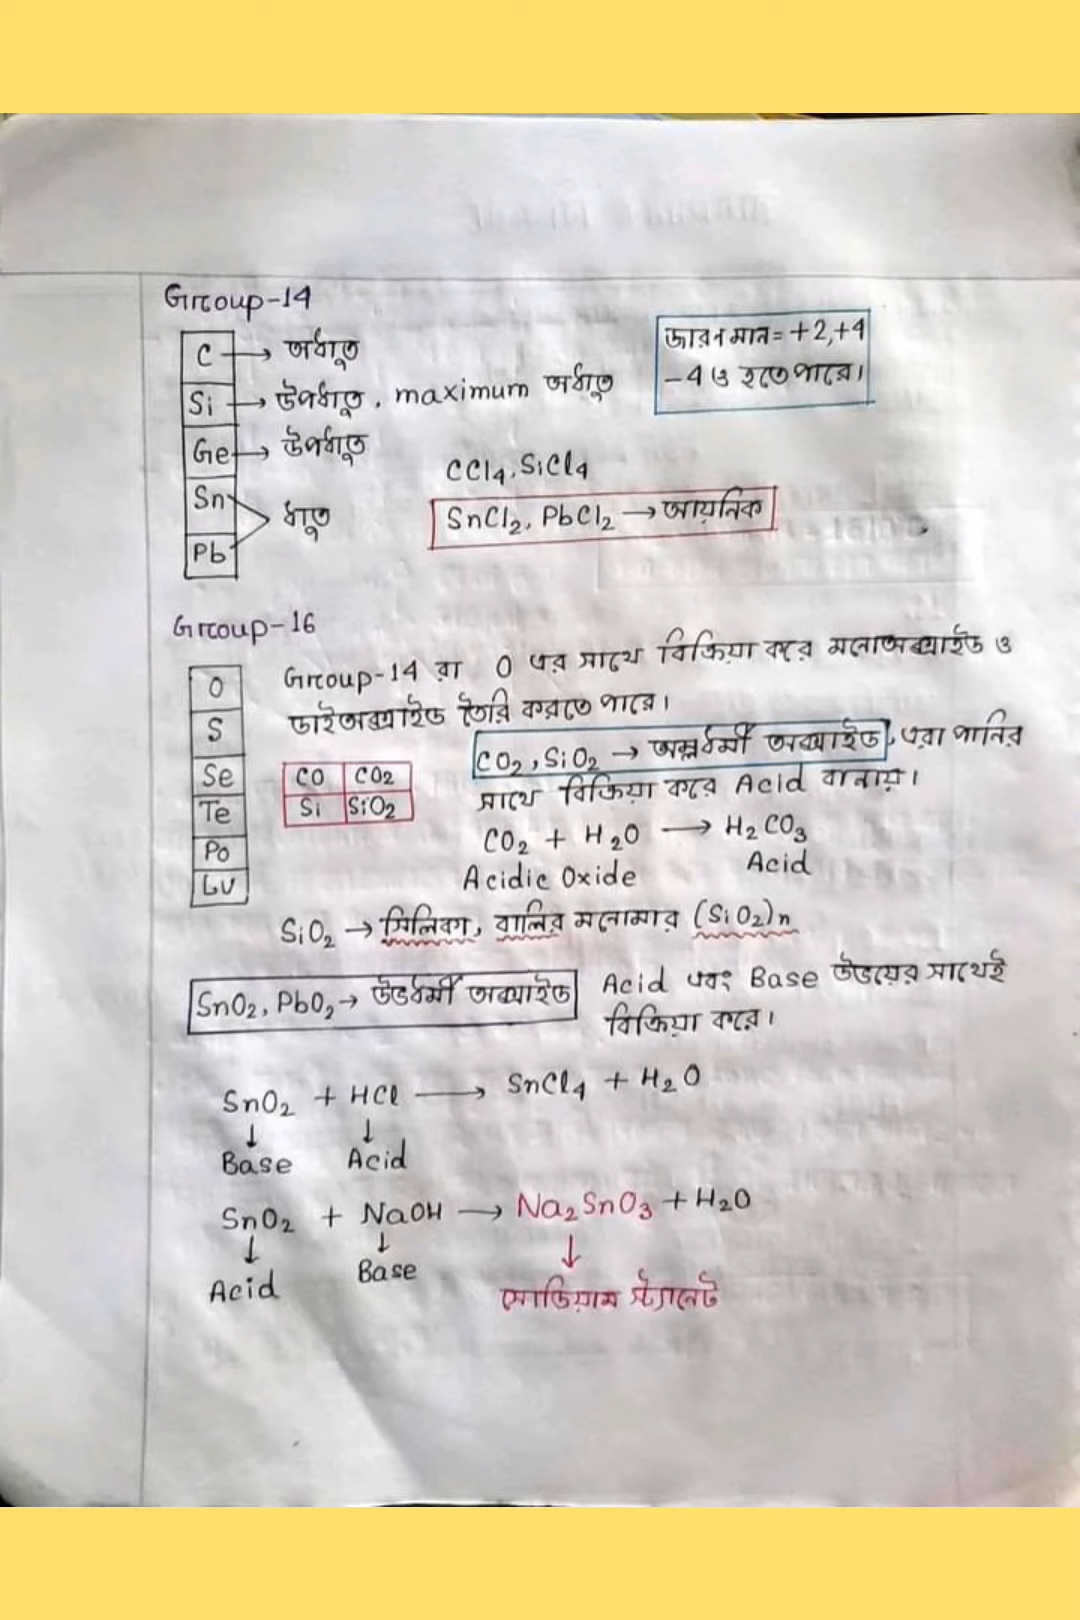 Group-14
C → অধাতু
Si → উপধাতু, maximum অধাতু
Ge → উপধাতু
Sn
Pb
ধাতু
জারণ মান = +2, +4
-4 ও হতে পারে।
CCl₄, SiCl₄
SnCl₂, PbCl₂ → আয়নিক
Group-16
O
S
Se
Te
Po
Lv
Group-14 রা O এর সাথে বিক্রিয়া করে মনোঅক্সাইড ও
ডাইঅক্সাইড তৈরি করতে পারে।
CO CO₂
Si SiO₂
CO₂, SiO₂ → অম্লধর্মী অক্সাইড, এরা পানির
সাথে বিক্রিয়া করে Acid বানায়।
CO₂ + H₂O → H₂CO₃
Acidic Oxide Acid
SiO₂ → সিলিকা, বালির মনোমার (SiO₂)n
SnO₂, PbO₂ → উভধর্মী অক্সাইড
Acid এবং Base উভয়ের সাথেই
বিক্রিয়া করে।
SnO₂ + HCl → SnCl₄ + H₂O
↓ ↓
Base Acid
SnO₂ + NaOH → Na₂SnO₃ + H₂O
↓ ↓ ↓
Acid Base সোডিয়াম স্ট্যানেট